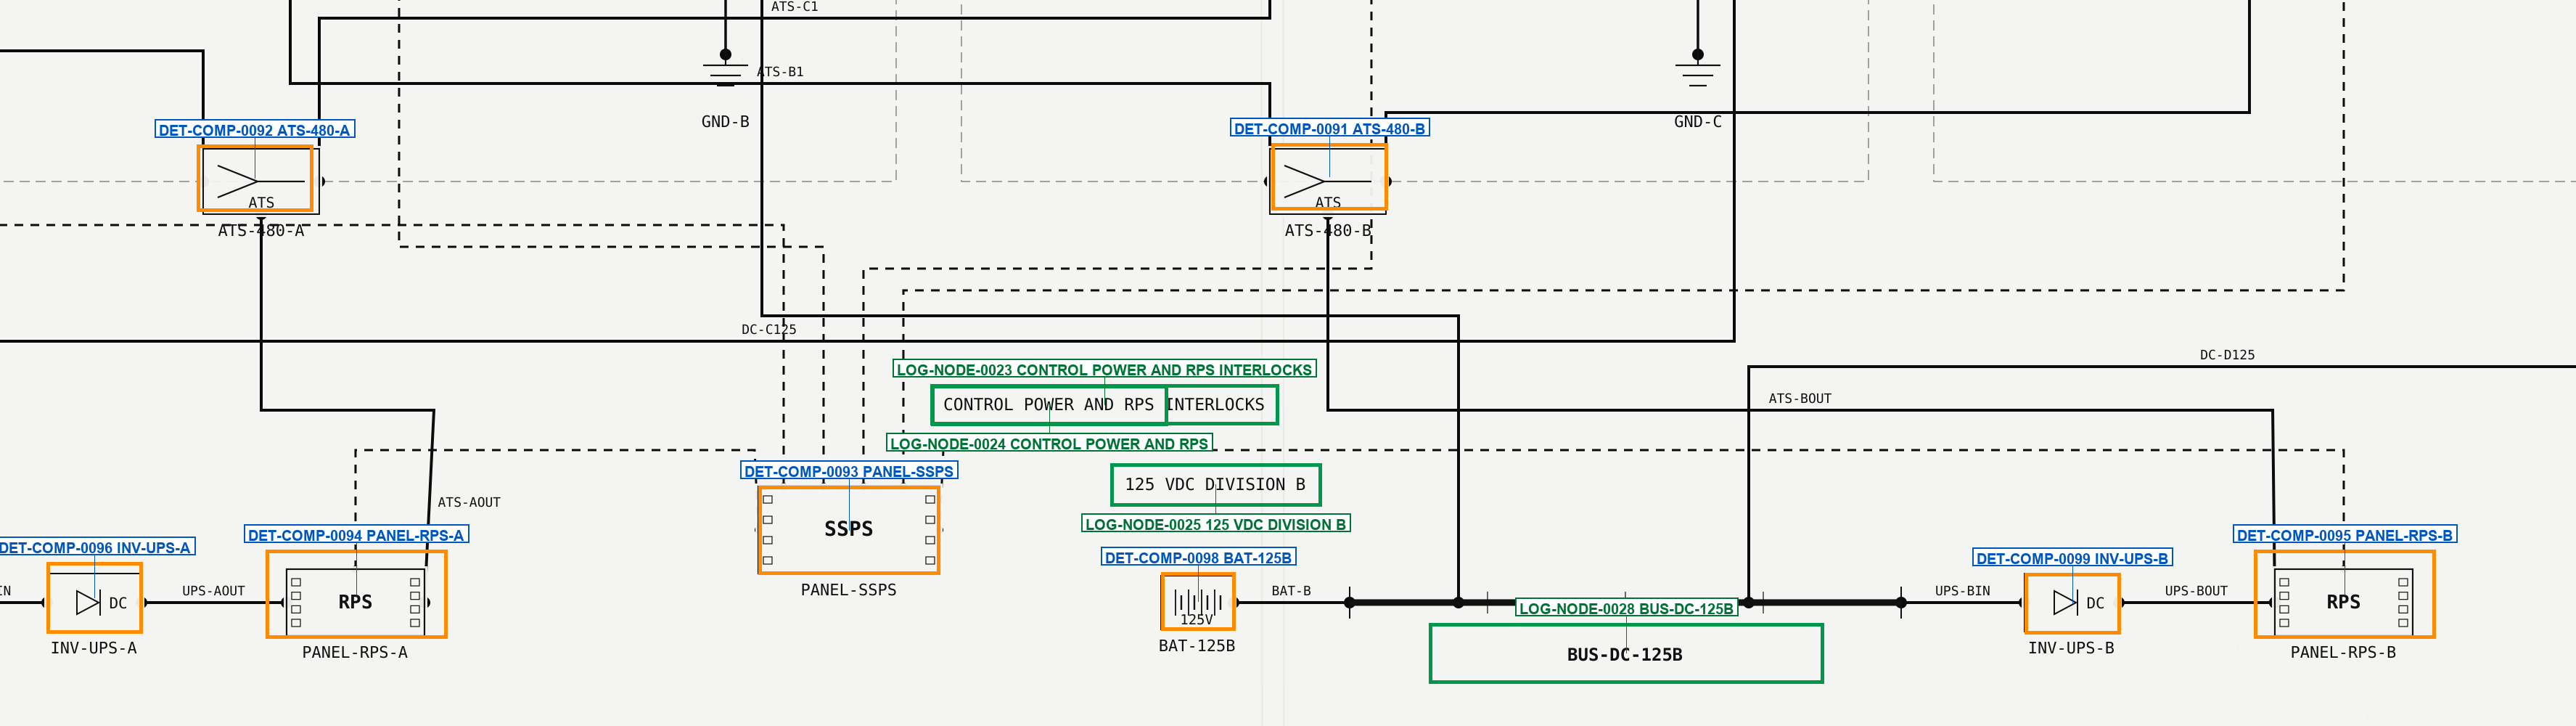 ATS-C1
ATS-B1
GND-B
GND-C
DET-COMP-0092 ATS-480-A
DET-COMP-0091 ATS-480-B
ATS
ATS
ATS-480-A
ATS-480-B
DC-C125
DC-D125
LOG-NODE-0023 CONTROL POWER AND RPS INTERLOCKS
CONTROL POWER AND RPS INTERLOCKS
ATS-BOUT
LOG-NODE-0024 CONTROL POWER AND RPS
DET-COMP-0093 PANEL-SSPS
125 VDC DIVISION B
ATS-AOUT
SSPS
LOG-NODE-0025 125 VDC DIVISION B
DET-COMP-0094 PANEL-RPS-A
DET-COMP-0095 PANEL-RPS-B
DET-COMP-0096 INV-UPS-A
DET-COMP-0098 BAT-125B
DET-COMP-0099 INV-UPS-B
PANEL-SSPS
IN
UPS-AOUT
BAT-B
UPS-BIN
UPS-BOUT
DC
RPS
125V
LOG-NODE-0028 BUS-DC-125B
DC
RPS
INV-UPS-A
PANEL-RPS-A
BAT-125B
BUS-DC-125B
INV-UPS-B
PANEL-RPS-B